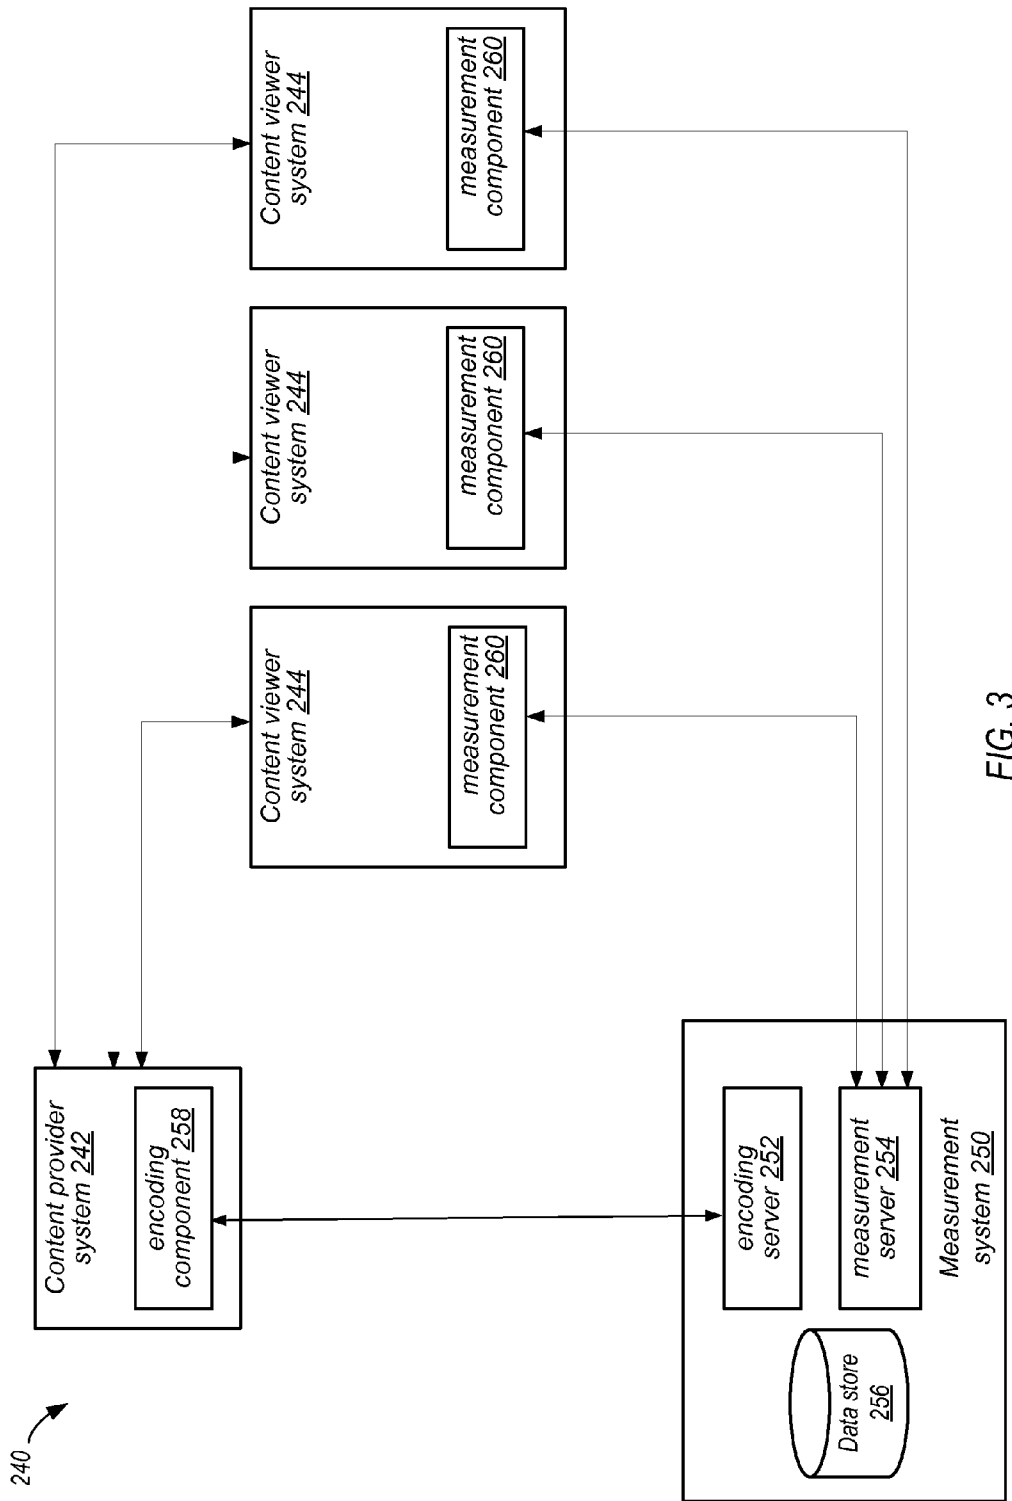 240
Content provider
system 242
encoding
component 258
Content viewer
system 244
measurement
component 260
Content viewer
system 244
measurement
component 260
Content viewer
system 244
measurement
component 260
Data store
256
encoding
server 252
measurement
server 254
Measurement
system 250
FIG. 3